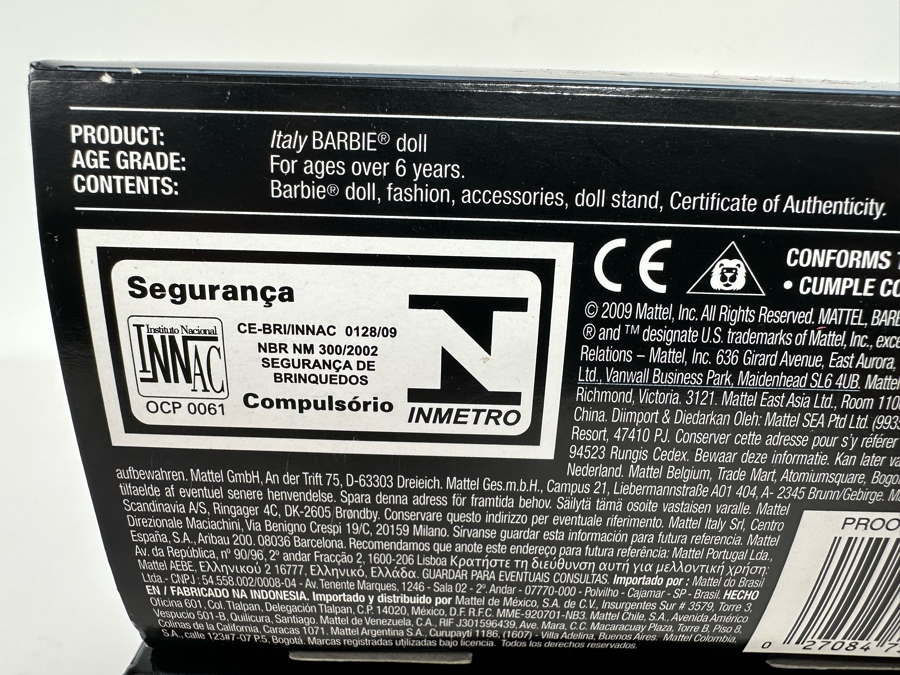 PRODUCT: Italy BARBIE® doll
AGE GRADE: For ages over 6 years.
CONTENTS: Barbie® doll, fashion, accessories, doll stand, Certificate of Authenticity.
Segurança
Instituto Nacional
INNAC
OCP 0061
CE-BRI/INNAC 0128/09
NBR NM 300/2002
SEGURANÇA DE
BRINQUEDOS
Compulsório
INMETRO
CE
CONFORMS
• CUMPLE
© 2009 Mattel, Inc. All Rights Reserved. MATTEL,
® and ™ designate U.S. trademarks of Mattel, Inc.,
Relations – Mattel, Inc. 636 Girard Avenue, East Aurora,
Ltd., Vanwall Business Park, Maidenhead SL6 4UB. Mattel
Richmond, Victoria. 3121. Mattel East Asia Ltd., Room
China. Diimport & Diedarkan Oleh: Mattel SEA Ptd Ltd.
Resort, 47410 PJ. Conserver cette adresse pour s'y référer
94523 Rungis Cedex. Bewaar deze informatie. Kan later
Nederland. Mattel Belgium, Trade Mart, Atomiumsquare,
aufbewahren. Mattel GmbH, An der Trift 75, D-63303 Dreieich. Mattel Ges.m.b.H., Campus 21, Liebermannstraße A01 404, A- 2345 Brunn/Gebirge.
tilfælde af eventuel senere henvendelse. Spara denna adress för framtida behov. Säilytä tämä osoite vastaisen varalle. Mattel
Scandinavia A/S, Ringager 4C, DK-2605 Brøndby. Conservare questo indirizzo per eventuale riferimento. Mattel Italy Srl, Centro
Direzionale Maciachini, Via Benigno Crespi 19/C, 20159 Milano. Sírvanse guardar esta información para futura referencia. Mattel
España, S.A., Aribau 200. 08036 Barcelona. Recomendamos que anote este endereço para futura referência: Mattel Portugal Lda.,
Av. da República, nº 90/96, 2º andar Fracção 2, 1600-206 Lisboa Κρατήστε τη διεύθυνση αυτή για μελλοντική χρήση:
Mattel AEBE, Ελληνικού 2 16777, Ελληνικό, Ελλάδα. GUARDAR PARA EVENTUAIS CONSULTAS. Importado por : Mattel do Brasil
Ltda.- CNPJ : 54.558.002/0008-04 - Av. Tenente Marques, 1246 - Sala 02 - 2º. Andar - 07770-000 - Polvilho - Cajamar - SP - Brasil. HECHO
EN / FABRICADO NA INDONESIA. Importado y distribuido por Mattel de México, S.A. de C.V., Insurgentes Sur # 3579, Torre 3,
Oficina 601, Col. Tlalpan, Delegación Tlalpan, C.P. 14020, México, D.F. R.F.C. MME-920701-NB3. Mattel Chile, S.A., Avenida Américo
Vespucio 501-B, Quilicura, Santiago. Mattel de Venezuela, C.A., RIF J301596439, Ave. Mara, C.C. Macaracuay Plaza, Torre B, Piso 8,
Colinas de la California, Caracas 1071. Mattel Argentina S.A., Curupaytí 1186, (1607) - Villa Adelina, Buenos Aires. Mattel Colombia,
S.A., calle 123#7-07 P.5, Bogotá. Marcas registradas utilizadas bajo licencia. Todos los derechos reservados.
0 27084